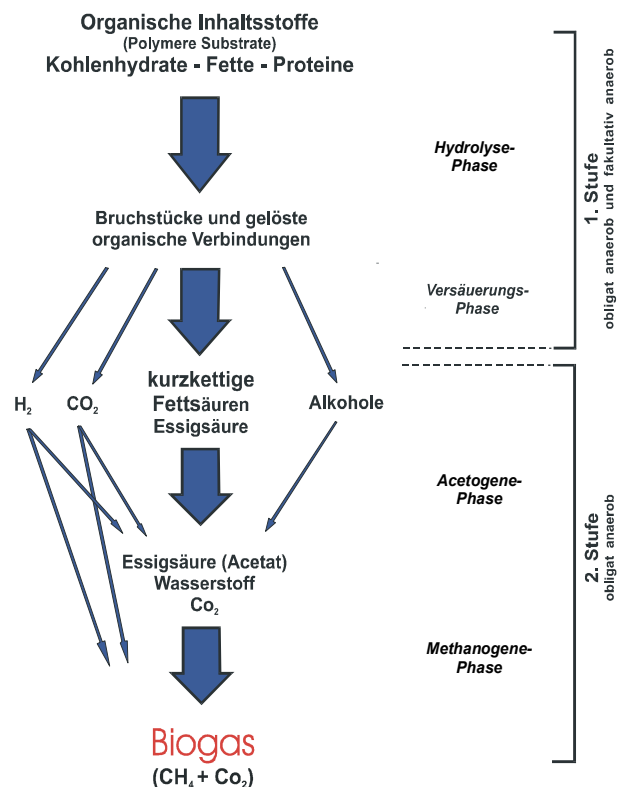 Organische Inhaltsstoffe
(Polymere Substrate)
Kohlenhydrate - Fette - Proteine
Hydrolyse-
Phase
1. Stufe
obligat anaerob und fakultativ anaerob
Bruchstücke und gelöste
organische Verbindungen
Versäuerungs-
Phase
H₂
CO₂
kurzkettige
Fettsäuren
Essigsäure
Alkohole
Acetogene-
Phase
2. Stufe
obligat anaerob
Essigsäure (Acetat)
Wasserstoff
Co₂
Methanogene-
Phase
Biogas
(CH₄ + Co₂)